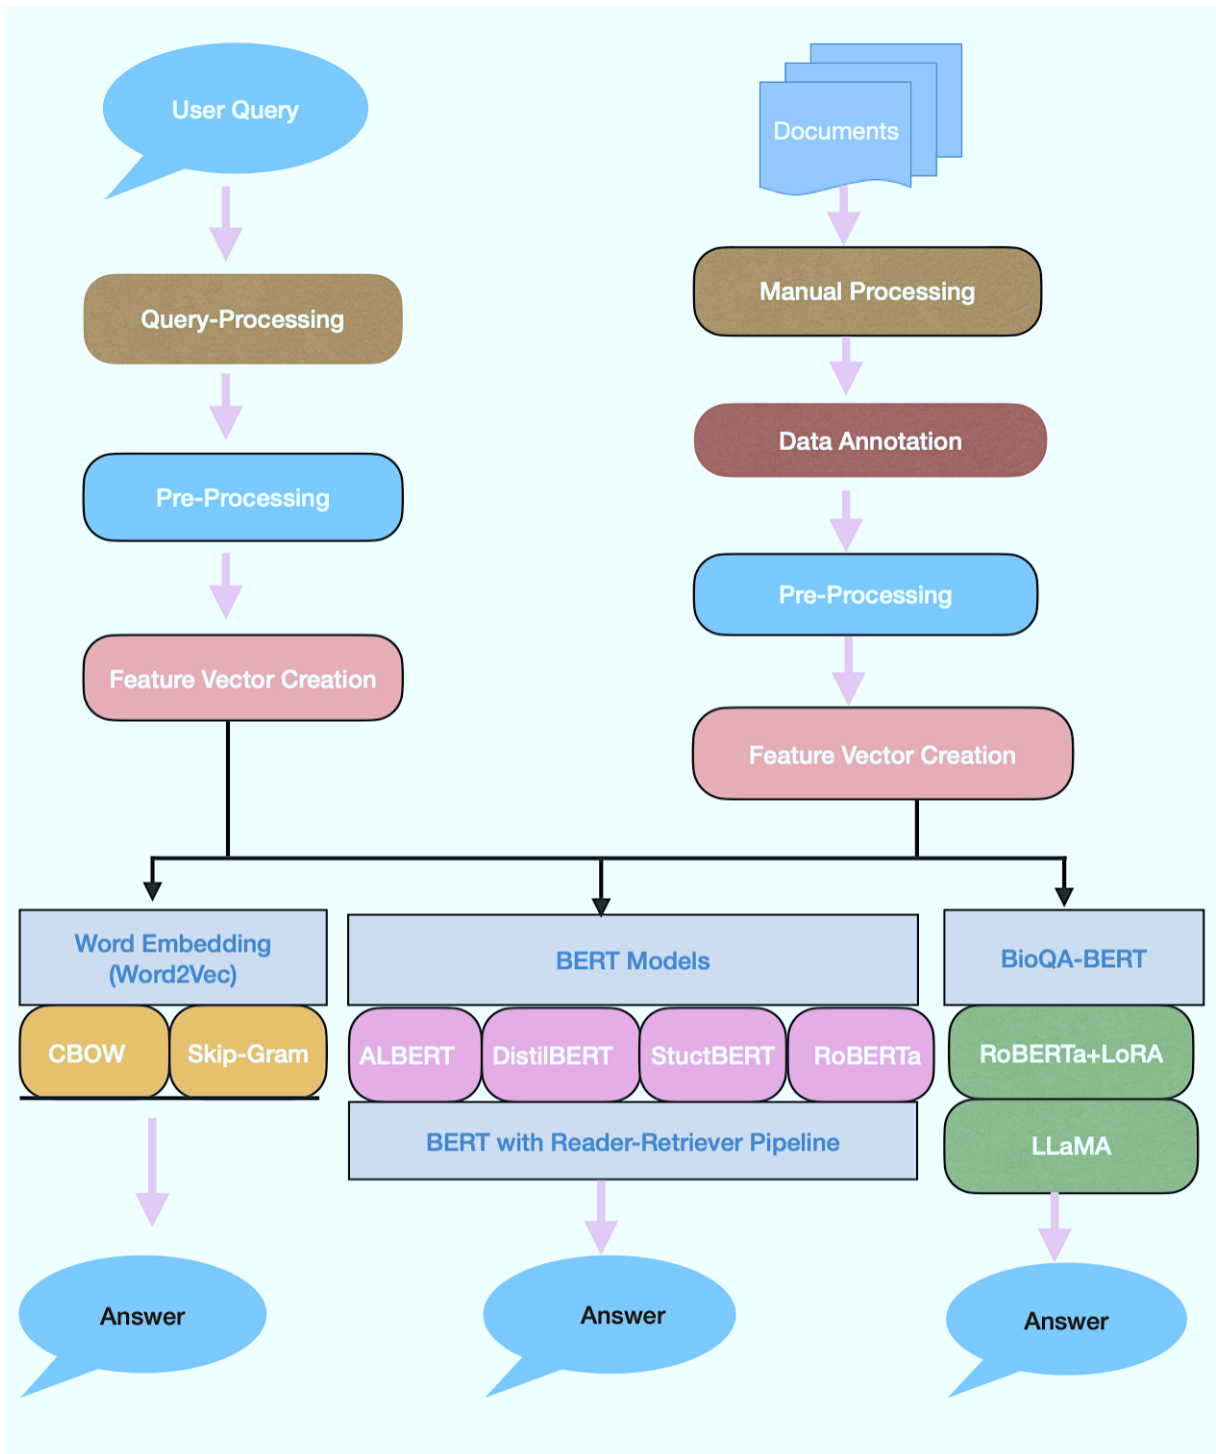 User Query
Documents
Query-Processing
Manual Processing
Pre-Processing
Data Annotation
Feature Vector Creation
Pre-Processing
Feature Vector Creation
Word Embedding
(Word2Vec)
BERT Models
BioQA-BERT
CBOW
Skip-Gram
ALBERT
DistilBERT
StuctBERT
RoBERTa
RoBERTa+LoRA
BERT with Reader-Retriever Pipeline
LLaMA
Answer
Answer
Answer